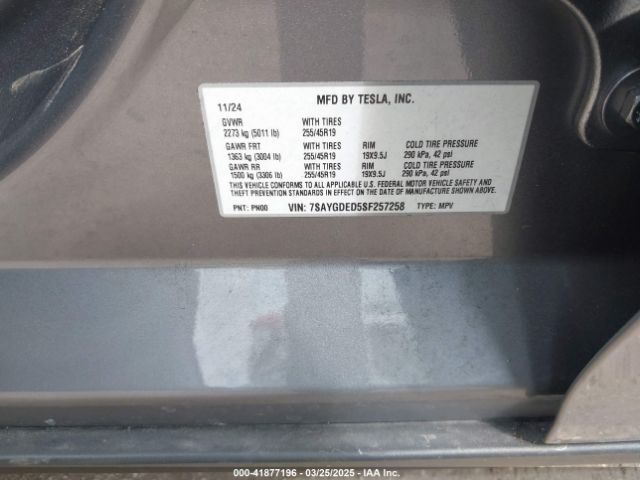 11/24 MFD BY TESLA, INC.
GVWR WITH TIRES
2273 kg (5011 lb) 255/45R19
GAWR FRT WITH TIRES RIM COLD TIRE PRESSURE
1363 kg (3004 lb) 255/45R19 19X9.5J 290 kPa, 42 psi
GAWR RR WITH TIRES RIM COLD TIRE PRESSURE
1500 kg (3306 lb) 255/45R19 19X9.5J 290 kPa, 42 psi
THIS VEHICLE CONFORMS TO ALL APPLICABLE U.S. FEDERAL MOTOR VEHICLE SAFETY AND
THEFT PREVENTION STANDARDS IN EFFECT ON THE DATE OF MANUFACTURE SHOWN ABOVE.
PNT: PN00 VIN: 7SAYGDED5SF257258 TYPE: MPV
000-41877196 - 03/25/2025 - IAA Inc.